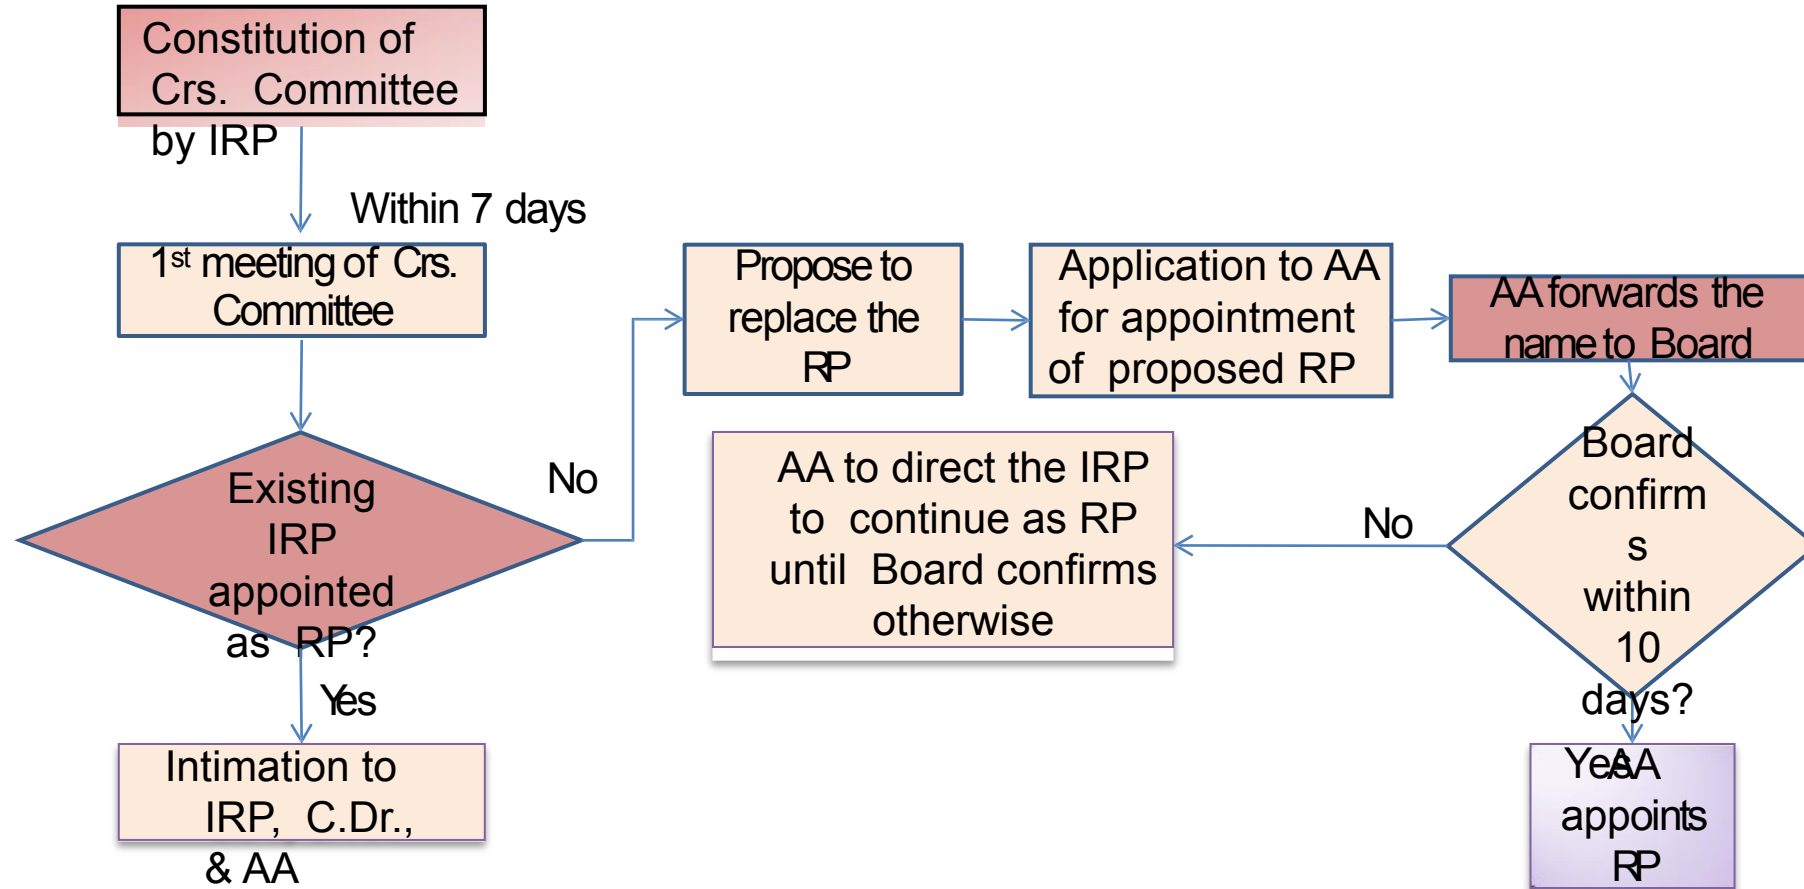 Constitution of
Crs. Committee
by IRP
Within 7 days
1st meeting of Crs.
Committee
Existing
IRP
appointed
as RP?
No
Yes
Intimation to
IRP, C.Dr.,
& AA
Propose to
replace the
RP
Application to AA
for appointment
of proposed RP
AA forwards the
name to Board
Board
confirm
s
within
10
days?
No
AA to direct the IRP
to continue as RP
until Board confirms
otherwise
Yes
AA
appoints
RP